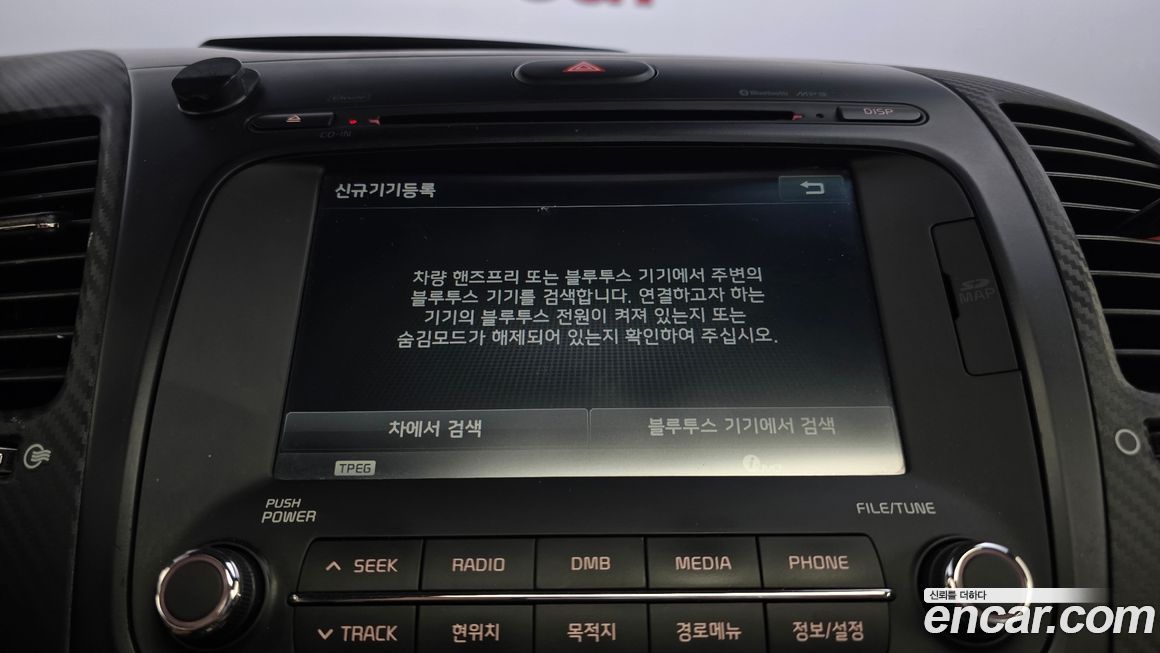 Bluetooth MP3
CD-IN
DISP
신규기기등록
차량 핸즈프리 또는 블루투스 기기에서 주변의
블루투스 기기를 검색합니다. 연결하고자 하는
기기의 블루투스 전원이 켜져 있는지 또는
숨김모드가 해제되어 있는지 확인하여 주십시오.
SD
MAP
차에서 검색 블루투스 기기에서 검색
TPEG
PUSH
POWER
FILE/TUNE
SEEK RADIO DMB MEDIA PHONE
TRACK 현위치 목적지 경로메뉴 정보/설정
신뢰를 더하다
encar.com